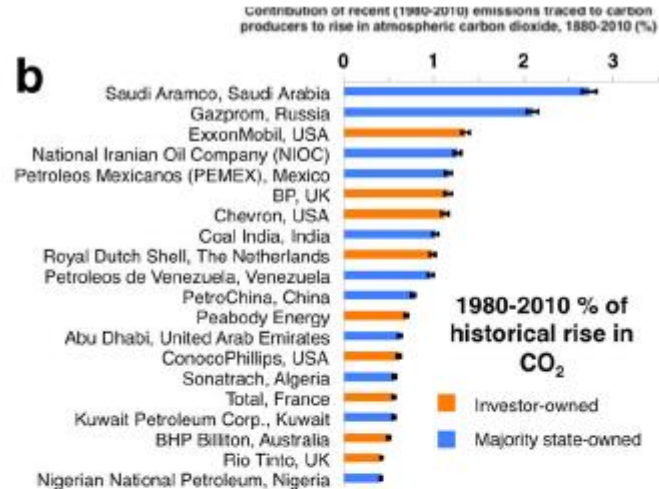 Contribution of recent (1980-2010) emissions traced to carbon
producers to rise in atmospheric carbon dioxide, 1880-2010 (%)
b
0 1 2 3
Saudi Aramco, Saudi Arabia
Gazprom, Russia
ExxonMobil, USA
National Iranian Oil Company (NIOC)
Petroleos Mexicanos (PEMEX), Mexico
BP, UK
Chevron, USA
Coal India, India
Royal Dutch Shell, The Netherlands
Petroleos de Venezuela, Venezuela
PetroChina, China
Peabody Energy
Abu Dhabi, United Arab Emirates
ConocoPhillips, USA
Sonatrach, Algeria
Total, France
Kuwait Petroleum Corp., Kuwait
BHP Billiton, Australia
Rio Tinto, UK
Nigerian National Petroleum, Nigeria
1980-2010 % of
historical rise in
CO₂
Investor-owned
Majority state-owned